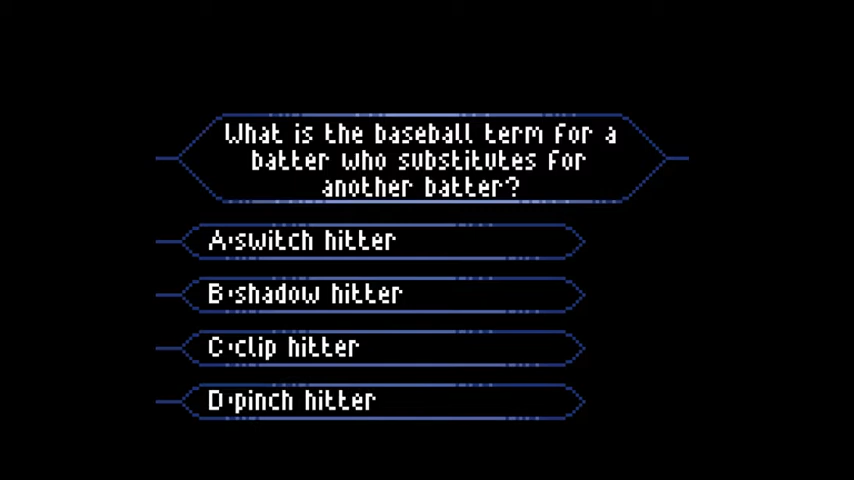 What is the baseball term for a
batter who substitutes for
another batter?
A·switch hitter
B·shadow hitter
C·clip hitter
D·pinch hitter